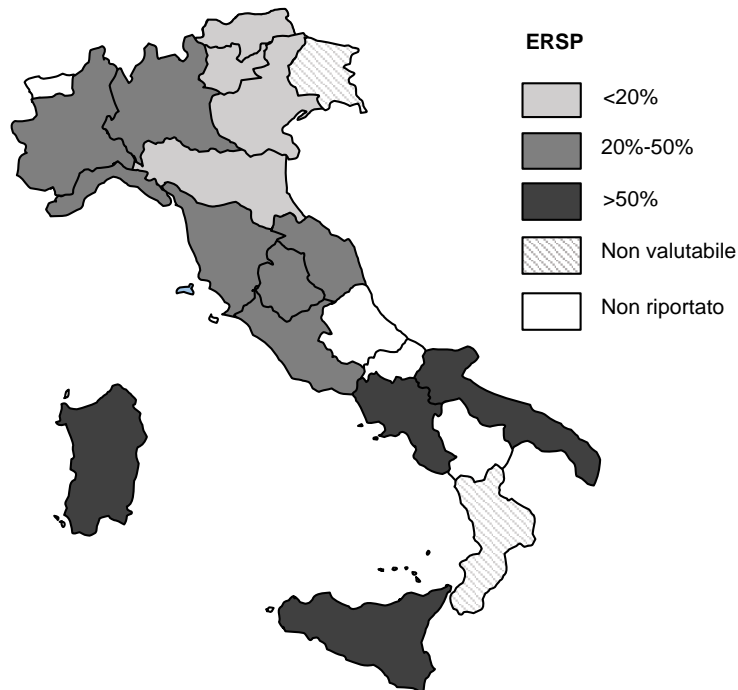 ERSP
<20%
20%-50%
>50%
Non valutabile
Non riportato